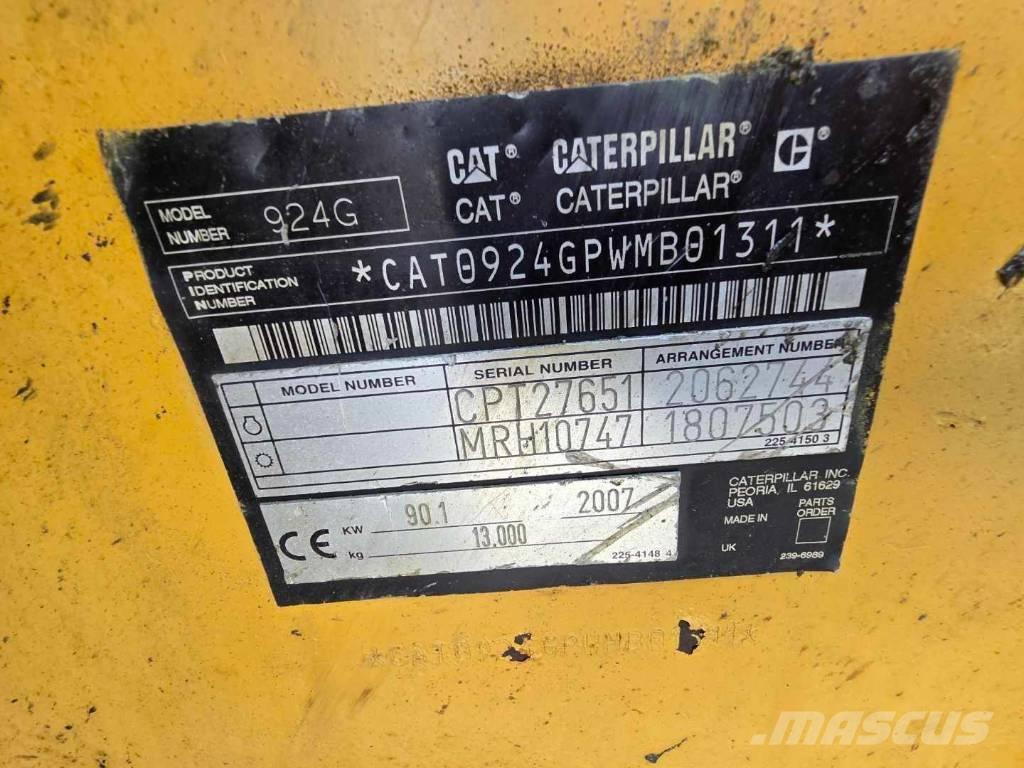 CAT® CATERPILLAR® C®
CAT® CATERPILLAR®
MODEL NUMBER 924G
PRODUCT IDENTIFICATION NUMBER *CAT0924GPWMB01311*
MODEL NUMBER SERIAL NUMBER ARRANGEMENT NUMBER
CPT27651 2062744
MRH10747 1807503
225-4150 3
KW 90.1 2007
CE kg 13.000 225-4148 4
CATERPILLAR INC.
PEORIA, IL 61629
USA PARTS ORDER
MADE IN
UK 239-6989
MASCUS